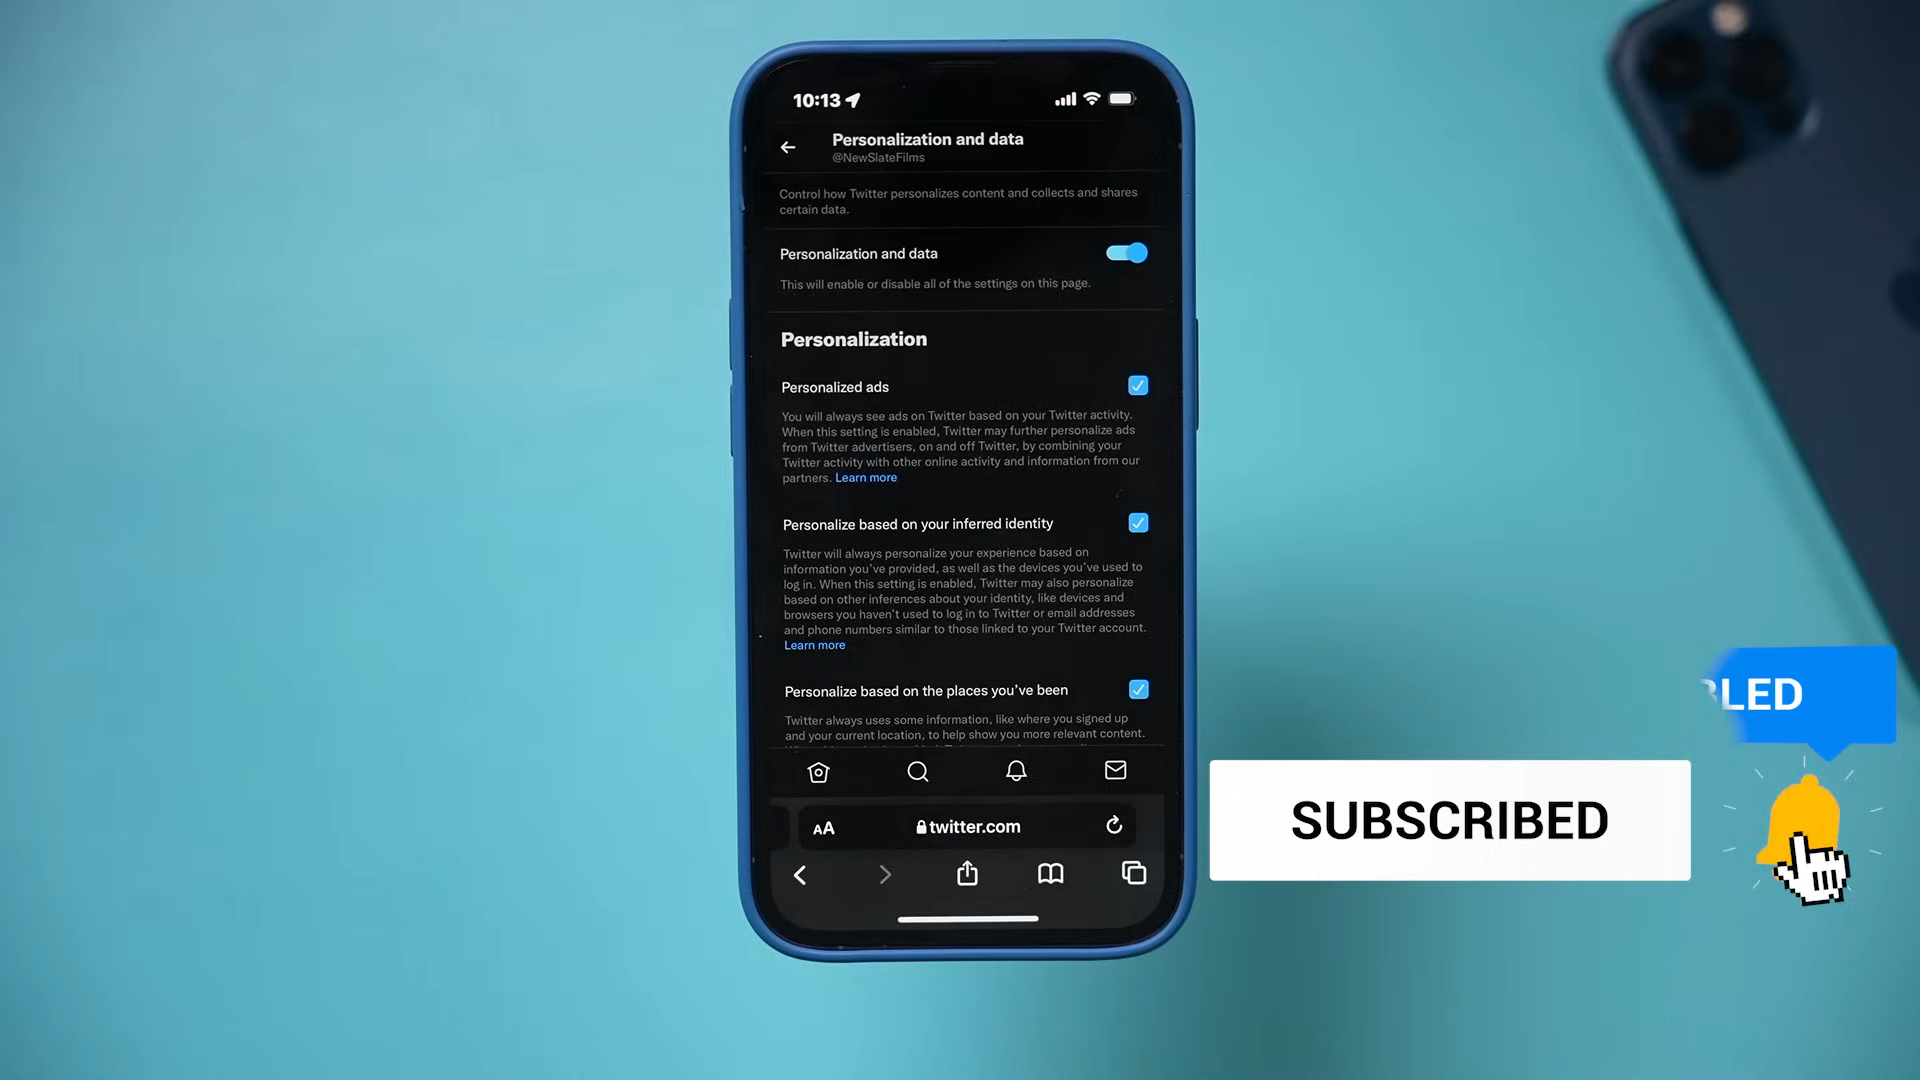 10:13
Personalization and data
@NewSlateFilms
Control how Twitter personalizes content and collects and shares
certain data.
Personalization and data
This will enable or disable all of the settings on this page.
Personalization
Personalized ads
You will always see ads on Twitter based on your Twitter activity.
When this setting is enabled, Twitter may further personalize ads
from Twitter advertisers, on and off Twitter, by combining your
Twitter activity with other online activity and information from our
partners. Learn more
Personalize based on your inferred identity
Twitter will always personalize your experience based on
information you've provided, as well as the devices you've used to
log in. When this setting is enabled, Twitter may also personalize
based on other inferences about your identity, like devices and
browsers you haven't used to log in to Twitter or email addresses
and phone numbers similar to those linked to your Twitter account.
Learn more
Personalize based on the places you've been
Twitter always uses some information, like where you signed up
and your current location, to help show you more relevant content.
AA
twitter.com
BLED
SUBSCRIBED